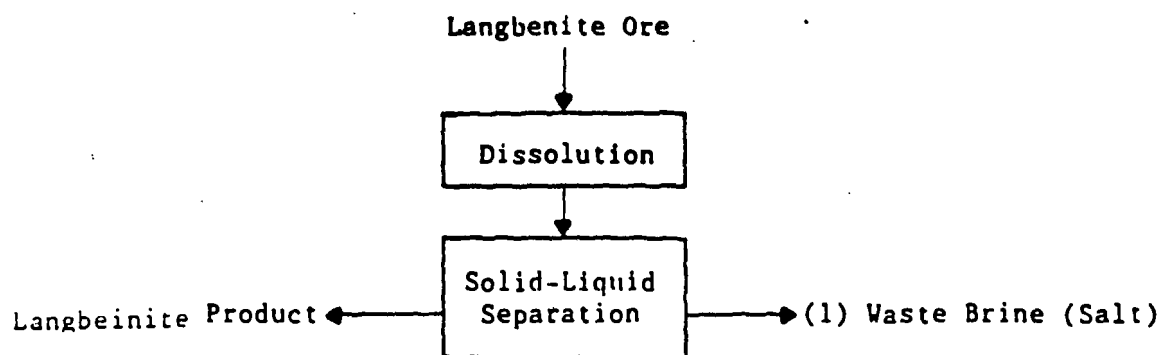 Langbenite Ore
Dissolution
Solid-Liquid
Separation
Langbeinite Product
(1) Waste Brine (Salt)